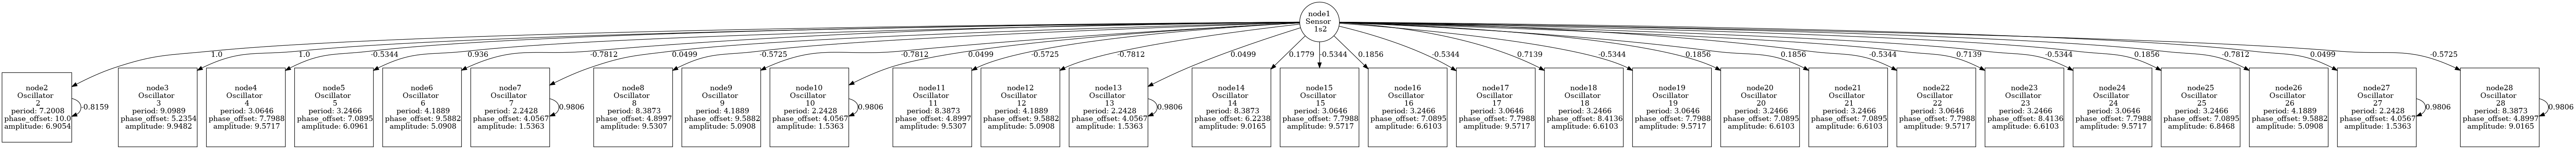 node1
Sensor
1s2
1.0
1.0
-0.5344
0.936
-0.7812
0.0499
-0.5725
-0.7812
0.0499
-0.5725
-0.7812
0.0499
0.1779
-0.5344
0.1856
-0.5344
0.7139
-0.5344
0.1856
0.1856
-0.5344
0.7139
-0.5344
0.1856
-0.7812
0.0499
-0.5725
node2
Oscillator
2
period: 7.2008
phase_offset: 10.0
amplitude: 6.9054
-0.8159
node3
Oscillator
3
period: 9.0989
phase_offset: 5.2354
amplitude: 9.9482
node4
Oscillator
4
period: 3.0646
phase_offset: 7.7988
amplitude: 9.5717
node5
Oscillator
5
period: 3.2466
phase_offset: 7.0895
amplitude: 6.0961
node6
Oscillator
6
period: 4.1889
phase_offset: 9.5882
amplitude: 5.0908
node7
Oscillator
7
period: 2.2428
phase_offset: 4.0567
amplitude: 1.5363
0.9806
node8
Oscillator
8
period: 8.3873
phase_offset: 4.8997
amplitude: 9.5307
node9
Oscillator
9
period: 4.1889
phase_offset: 9.5882
amplitude: 5.0908
node10
Oscillator
10
period: 2.2428
phase_offset: 4.0567
amplitude: 1.5363
0.9806
node11
Oscillator
11
period: 8.3873
phase_offset: 4.8997
amplitude: 9.5307
node12
Oscillator
12
period: 4.1889
phase_offset: 9.5882
amplitude: 5.0908
node13
Oscillator
13
period: 2.2428
phase_offset: 4.0567
amplitude: 1.5363
0.9806
node14
Oscillator
14
period: 8.3873
phase_offset: 6.2238
amplitude: 9.0165
node15
Oscillator
15
period: 3.0646
phase_offset: 7.7988
amplitude: 9.5717
node16
Oscillator
16
period: 3.2466
phase_offset: 7.0895
amplitude: 6.6103
node17
Oscillator
17
period: 3.0646
phase_offset: 7.7988
amplitude: 9.5717
node18
Oscillator
18
period: 3.2466
phase_offset: 8.4136
amplitude: 6.6103
node19
Oscillator
19
period: 3.0646
phase_offset: 7.7988
amplitude: 9.5717
node20
Oscillator
20
period: 3.2466
phase_offset: 7.0895
amplitude: 6.6103
node21
Oscillator
21
period: 3.2466
phase_offset: 7.0895
amplitude: 6.6103
node22
Oscillator
22
period: 3.0646
phase_offset: 7.7988
amplitude: 9.5717
node23
Oscillator
23
period: 3.2466
phase_offset: 8.4136
amplitude: 6.6103
node24
Oscillator
24
period: 3.0646
phase_offset: 7.7988
amplitude: 9.5717
node25
Oscillator
25
period: 3.2466
phase_offset: 7.0895
amplitude: 6.8468
node26
Oscillator
26
period: 4.1889
phase_offset: 9.5882
amplitude: 5.0908
node27
Oscillator
27
period: 2.2428
phase_offset: 4.0567
amplitude: 1.5363
0.9806
node28
Oscillator
28
period: 8.3873
phase_offset: 4.8997
amplitude: 9.0165
0.9806